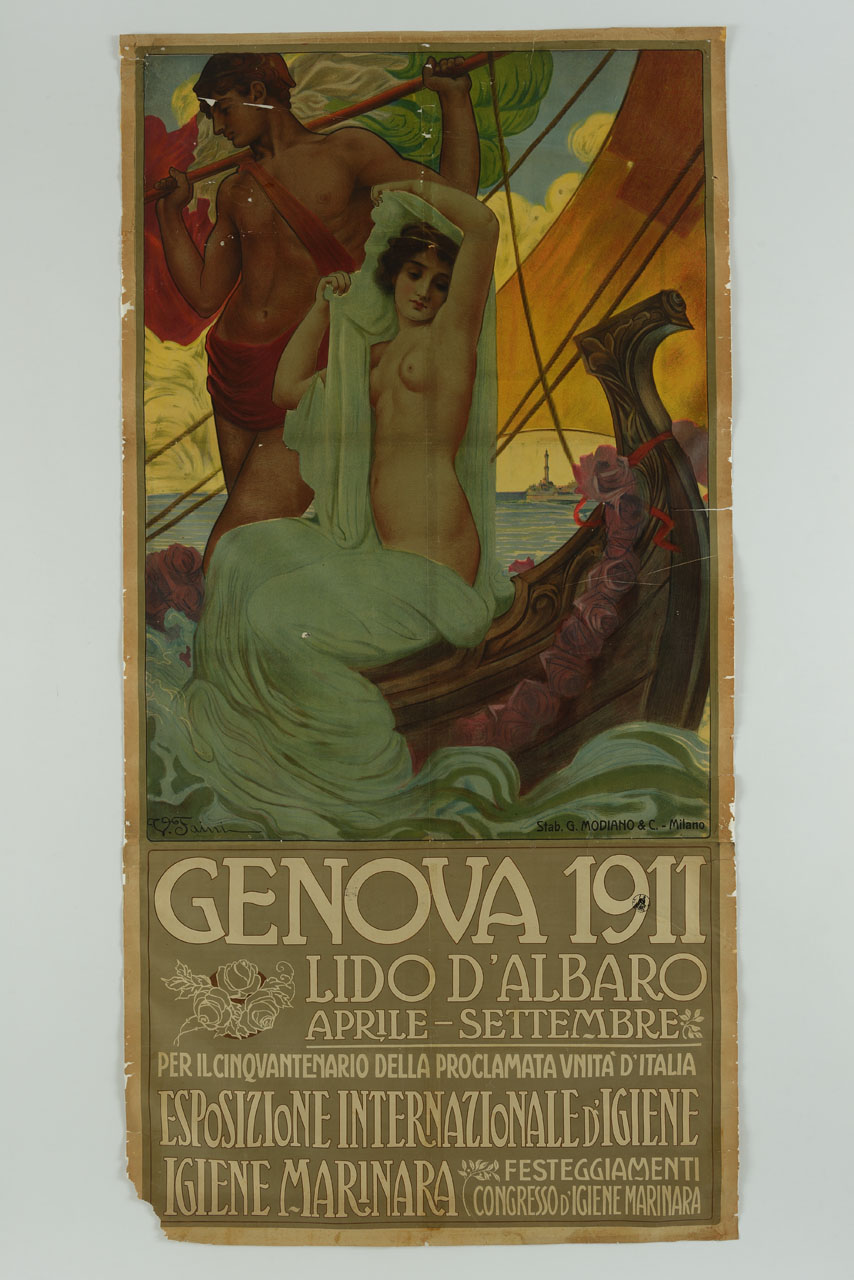 Stab. G. MODIANO & C. - Milano
GENOVA 1911
LIDO D'ALBARO
APRILE - SETTEMBRE
PER IL CINQVANTENARIO DELLA PROCLAMATA VNITÀ D'ITALIA
ESPOSIZIONE INTERNAZIONALE D'IGIENE
IGIENE MARINARA
FESTEGGIAMENTI
CONGRESSO D'IGIENE MARINARA